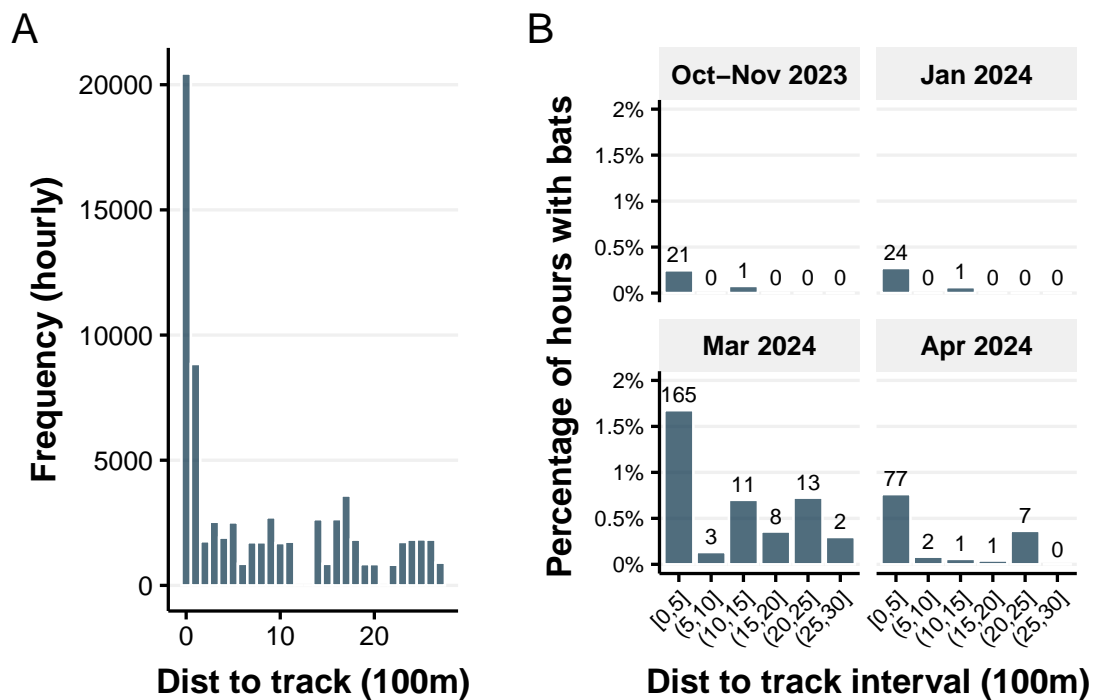 A
20000
15000
10000
5000
0
Frequency (hourly)
0 10 20
Dist to track (100m)
B
Percentage of hours with bats
Oct–Nov 2023
2%
1.5%
1%
0.5%
0%
21 0 1 0 0 0
Jan 2024
24 0 1 0 0 0
Mar 2024
2%
1.5%
1%
0.5%
0%
165 3 11 8 13 2
[0,5] (5,10] (10,15] (15,20] (20,25] (25,30]
Apr 2024
77 2 1 1 7 0
[0,5] (5,10] (10,15] (15,20] (20,25] (25,30]
Dist to track interval (100m)